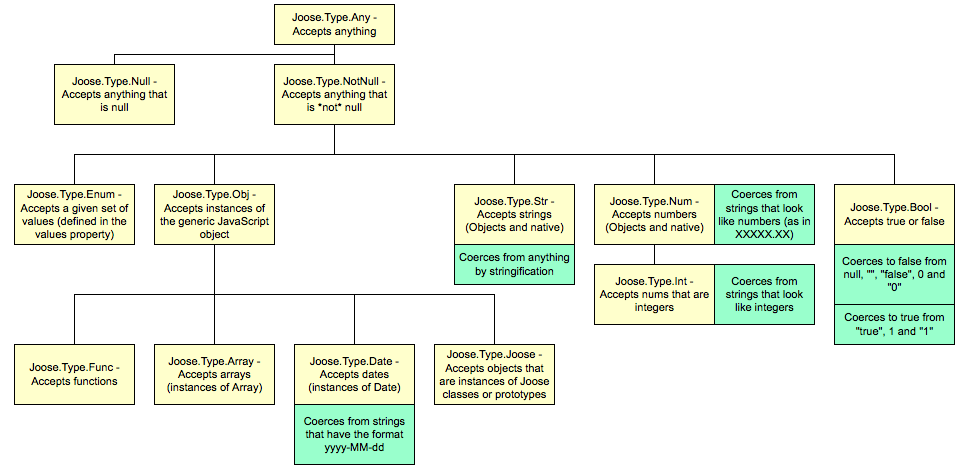 Joose.Type.Any -
Accepts anything
Joose.Type.Null -
Accepts anything that
is null
Joose.Type.NotNull -
Accepts anything that
is *not* null
Joose.Type.Enum -
Accepts a given set of
values (defined in the
values property)
Joose.Type.Obj -
Accepts instances of
the generic JavaScript
object
Joose.Type.Str -
Accepts strings
(Objects and native)
Coerces from anything
by stringification
Joose.Type.Num -
Accepts numbers
(Objects and native)
Coerces from
strings that look
like numbers (as in
XXXXX.XX)
Joose.Type.Bool -
Accepts true or false
Coerces to false from
null, "", "false", 0 and
"0"
Coerces to true from
"true", 1 and "1"
Joose.Type.Int -
Accepts nums that are
integers
Coerces from
strings that look
like integers
Joose.Type.Func -
Accepts functions
Joose.Type.Array -
Accepts arrays
(instances of Array)
Joose.Type.Date -
Accepts dates
(instances of Date)
Coerces from strings
that have the format
yyyy-MM-dd
Joose.Type.Joose -
Accepts objects that
are instances of Joose
classes or prototypes